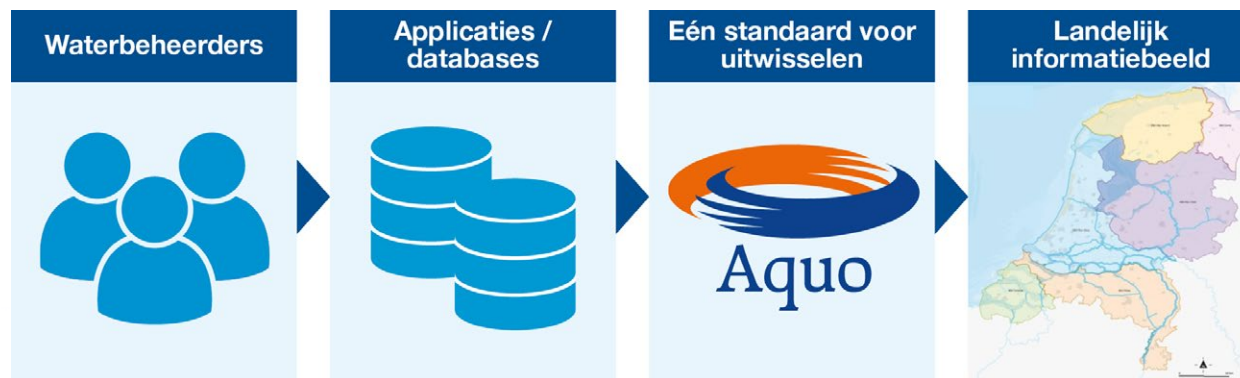 Waterbeheerders
Applicaties /
databases
Eén standaard voor
uitwisselen
Landelijk
informatiebeeld
Aquo